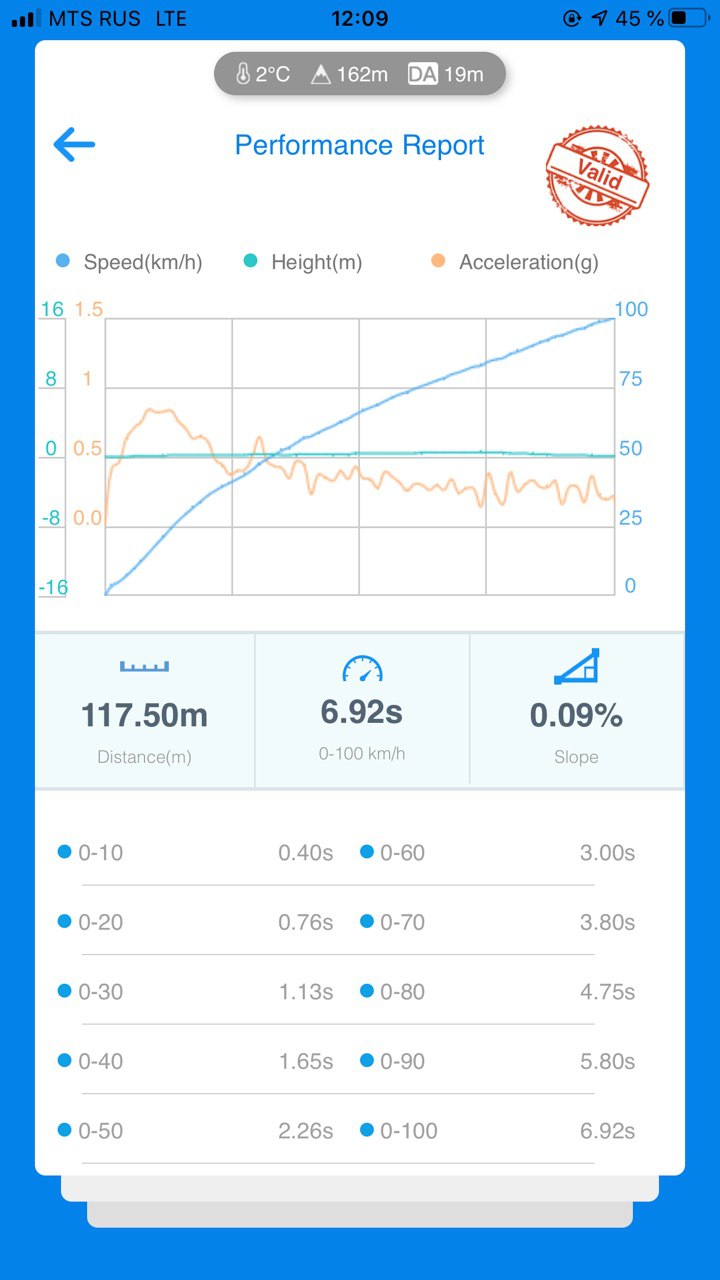 MTS RUS LTE 12:09 45 %
2°C 162m DA 19m
Performance Report
Valid
Speed(km/h) Height(m) Acceleration(g)
16 1.5 100
8 1 75
0 0.5 50
-8 0.0 25
-16 0
117.50m 6.92s 0.09%
Distance(m) 0-100 km/h Slope
0-10 0.40s 0-60 3.00s
0-20 0.76s 0-70 3.80s
0-30 1.13s 0-80 4.75s
0-40 1.65s 0-90 5.80s
0-50 2.26s 0-100 6.92s